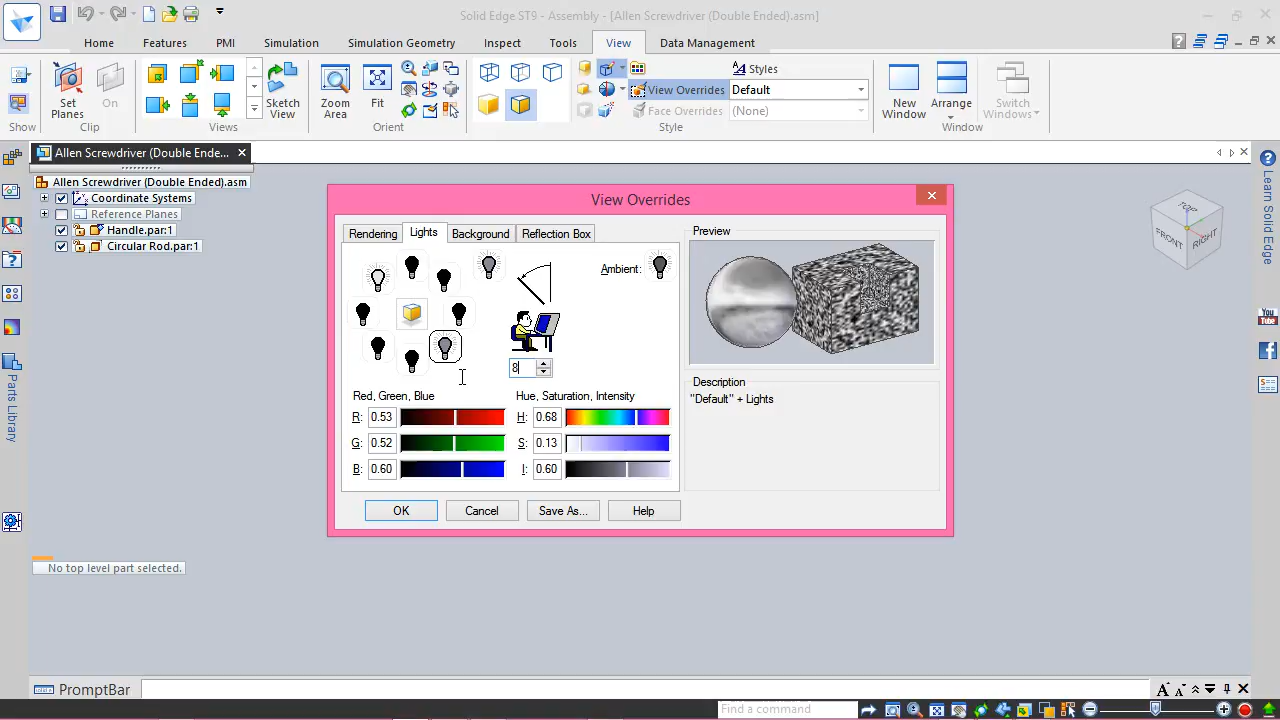 Solid Edge ST9 - Assembly - [Allen Screwdriver (Double Ended).asm]
Home
Features
PMI
Simulation
Simulation Geometry
Inspect
Tools
View
Data Management
Set Planes
On
Sketch View
Zoom Area
Fit
Styles
View Overrides
Default
Face Overrides
(None)
New Window
Arrange
Switch Windows
Show
Clip
Views
Orient
Style
Window
Allen Screwdriver (Double Ende...
Allen Screwdriver (Double Ended).asm
Coordinate Systems
Reference Planes
Handle.par:1
Circular Rod.par:1
No top level part selected.
Parts Library
View Overrides
Rendering
Lights
Background
Reflection Box
Ambient:
8
Red, Green, Blue
Hue, Saturation, Intensity
R: 0.53
H: 0.68
G: 0.52
S: 0.13
B: 0.60
I: 0.60
OK
Cancel
Save As...
Help
Preview
Description
"Default" + Lights
TOP
FRONT
RIGHT
Learn Solid Edge
You Tube
PromptBar
Find a command